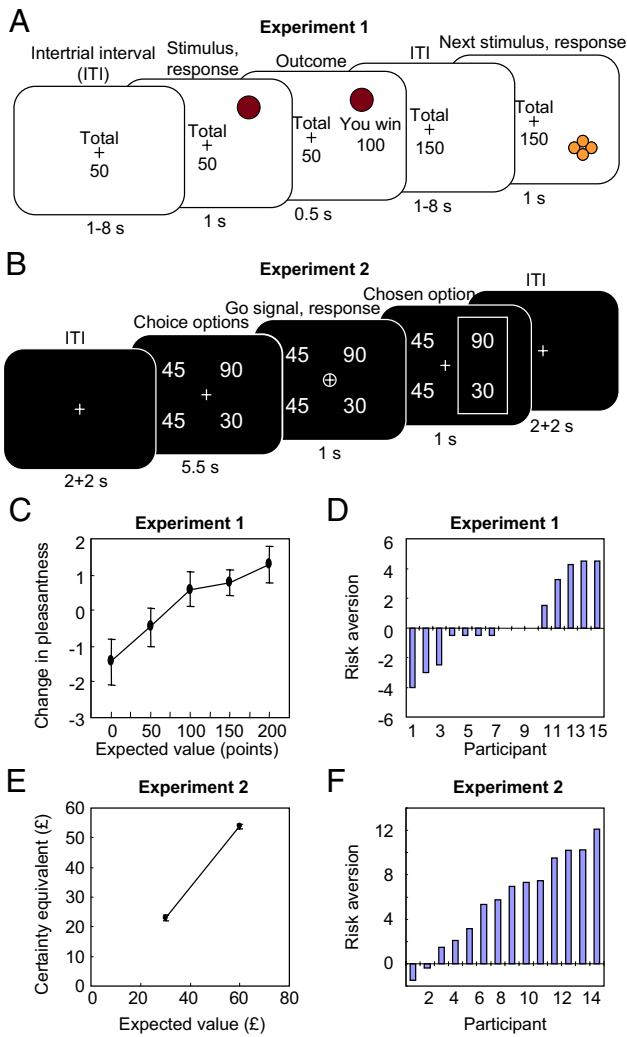 A
Experiment 1
Intertrial interval
(ITI)
Stimulus,
response
Outcome
ITI
Next stimulus, response
Total
+
50
Total
+
50
Total
+
50
You win
100
Total
+
150
Total
+
150
1-8 s
1 s
0.5 s
1-8 s
1 s
B
Experiment 2
ITI
Choice options
Go signal, response
Chosen option
ITI
+
45 90
+
45 30
45 90
45 30
45 90
+
45 30
+
2+2 s
5.5 s
1 s
1 s
2+2 s
C
Experiment 1
Change in pleasantness
2
1
0
-1
-2
-3
0 50 100 150 200
Expected value (points)
D
Experiment 1
Risk aversion
6
4
2
0
-2
-4
-6
1 3 5 7 9 11 13 15
Participant
E
Experiment 2
Certainty equivalent (£)
60
50
40
30
20
10
0
0 20 40 60 80
Expected value (£)
F
Experiment 2
Risk aversion
12
8
4
0
2 4 6 8 10 12 14
Participant